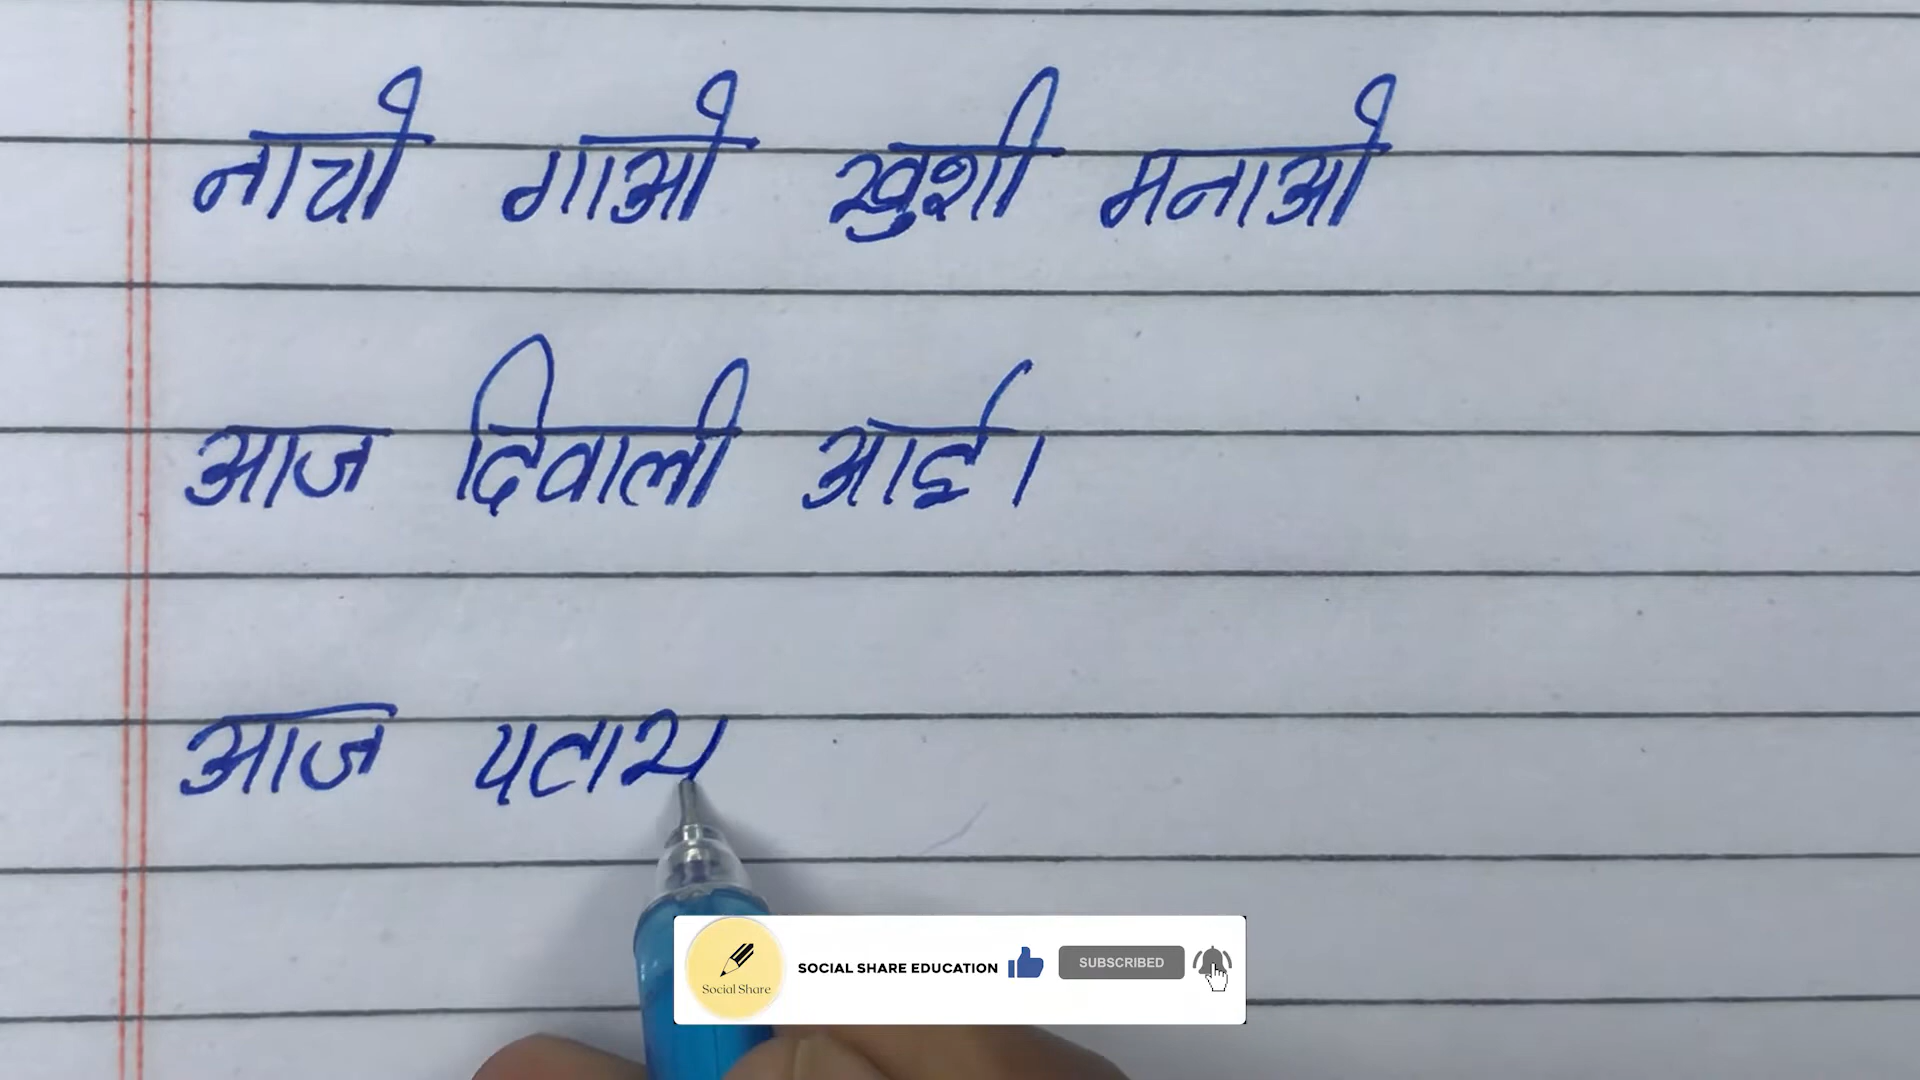 नाचो गाओ खुशी मनाओ
आज दिवाली आई।
आज
Social Share
SOCIAL SHARE EDUCATION
SUBSCRIBED